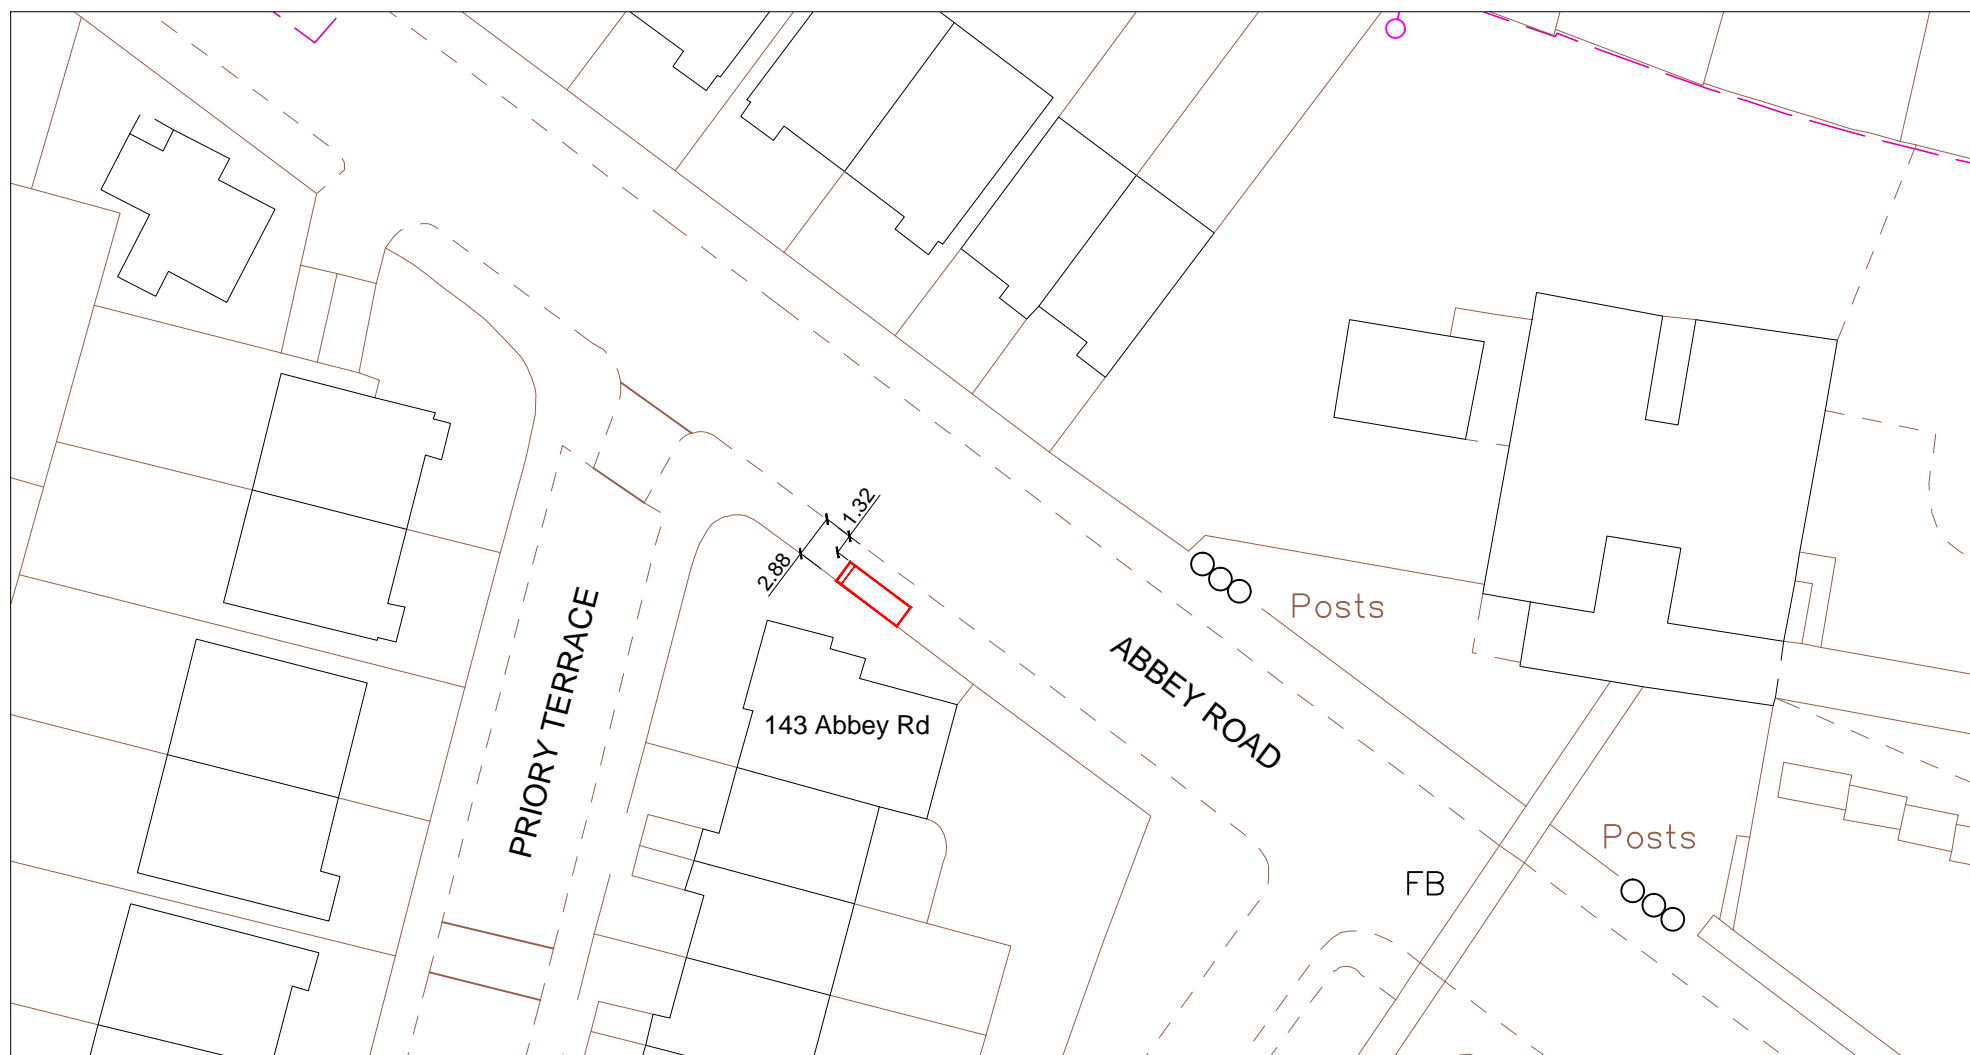 1.32
2.88
PRIORY TERRACE
Posts
ABBEY ROAD
143 Abbey Rd
Posts
FB